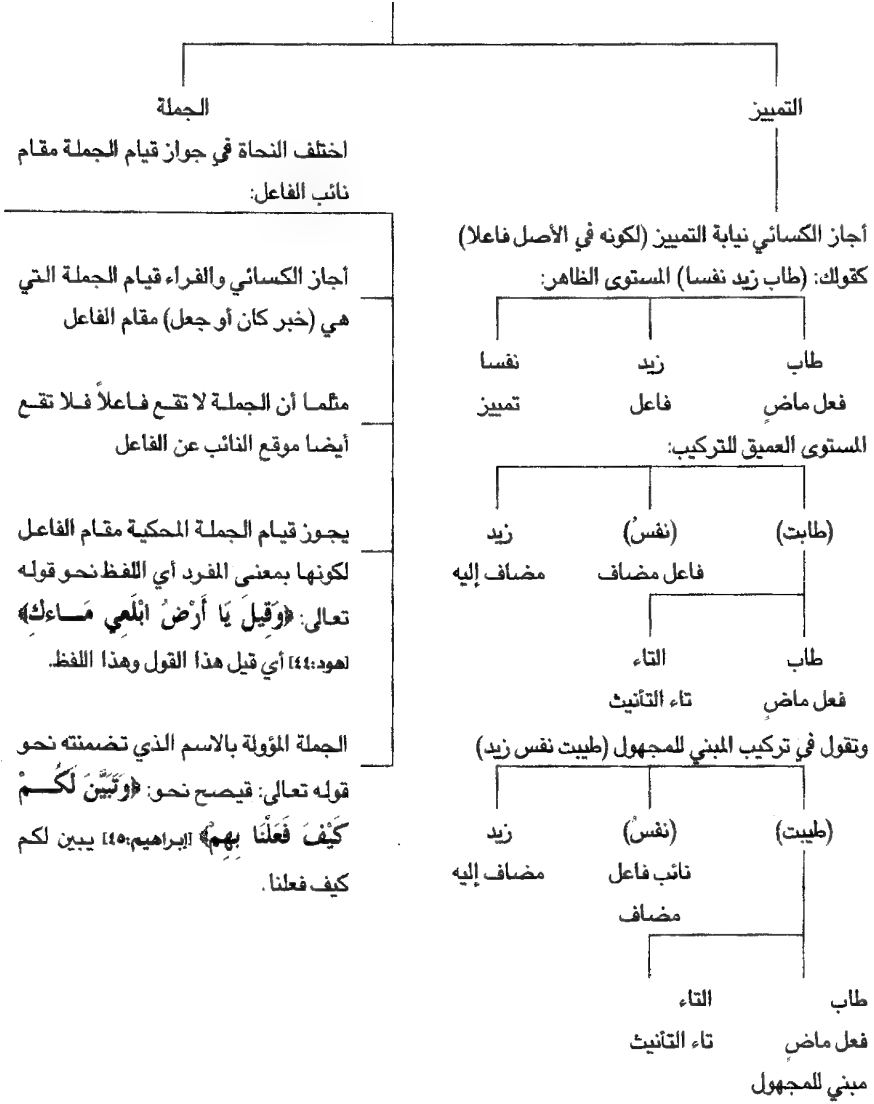 التمييز
أجاز الكسائي نيابة التمييز (لكونه في الأصل فاعلا)
كقولك: (طاب زيد نفسا) المستوى الظاهر:
طاب زيد نفسا
فعل ماضٍ فاعل تمييز
المستوى العميق للتركيب:
(طابت) (نفسُ) زيد
فاعل مضاف مضاف إليه
طاب التاء
فعل ماضٍ تاء التأنيث
وتقول في تركيب المبني للمجهول (طيبت نفس زيد)
(طيبت) (نفسُ) زيد
نائب فاعل مضاف إليه
مضاف
طاب التاء
فعل ماضٍ تاء التأنيث
مبني للمجهول
الجملة
اختلف النحاة في جواز قيام الجملة مقام
نائب الفاعل:
أجاز الكسائي والفراء قيام الجملة التي
هي (خبر كان أو جعل) مقام الفاعل
مثلما أن الجملة لا تقع فاعلاً فلا تقع
أيضا موقع النائب عن الفاعل
يجوز قيام الجملة المحكية مقام الفاعل
لكونها بمعنى المفرد أي اللفظ نحو قوله
تعالى: ﴿وَقِيلَ يَا أَرْضُ ابْلَعِي مَـاءكِ﴾
[هود:٤٤] أي قيل هذا القول وهذا اللفظ.
الجملة المؤولة بالاسم الذي تضمنته نحو
قوله تعالى: فيصح نحو: ﴿وَتَبَيَّنَ لَكُـمْ
كَيْفَ فَعَلْنَا بِهِمْ﴾ [إبراهيم:٤٥] يبين لكم
كيف فعلنا.